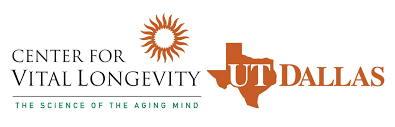 CENTER FOR
VITAL LONGEVITY
THE SCIENCE OF THE AGING MIND
UT DALLAS